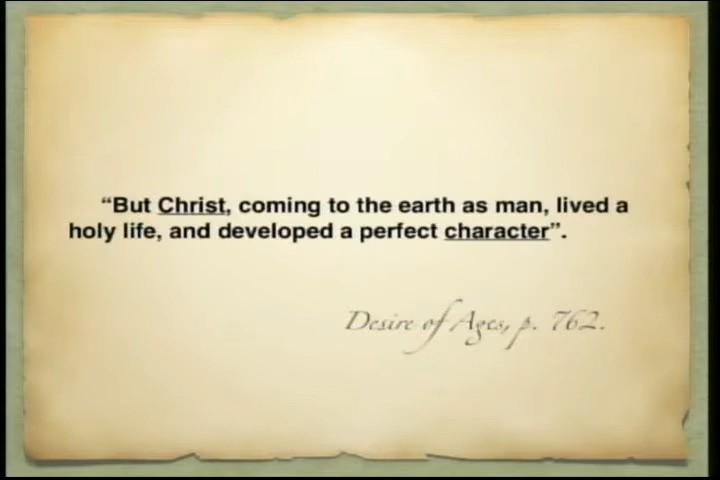 “But Christ, coming to the earth as man, lived a
holy life, and developed a perfect character”.
Desire of Ages, p. 762.